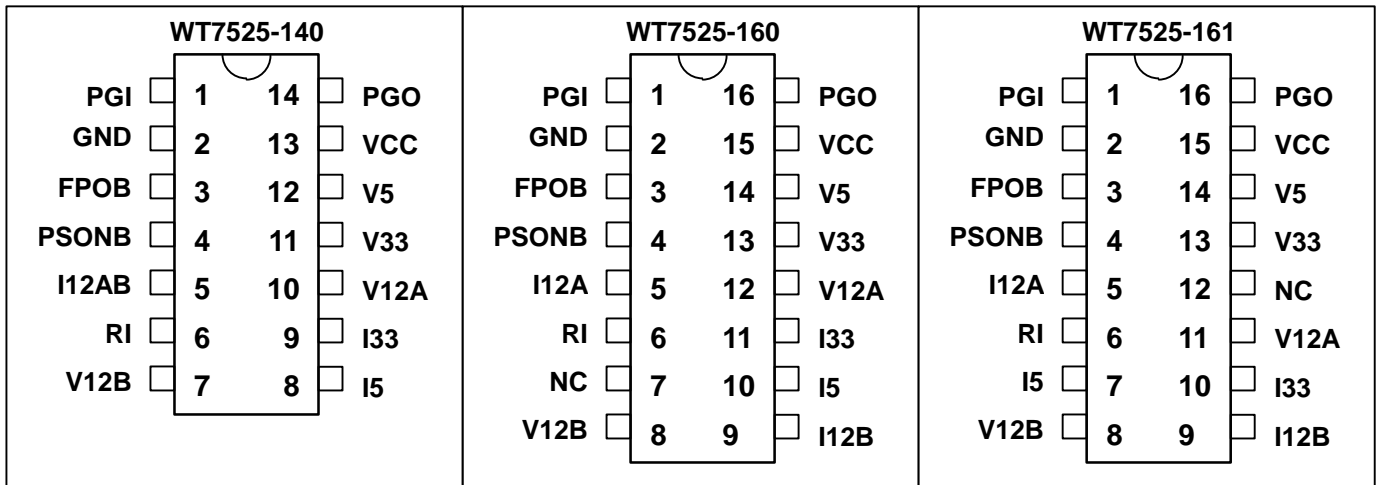 WT7525-140
PGI 1 14 PGO
GND 2 13 VCC
FPOB 3 12 V5
PSONB 4 11 V33
I12AB 5 10 V12A
RI 6 9 I33
V12B 7 8 I5
WT7525-160
PGI 1 16 PGO
GND 2 15 VCC
FPOB 3 14 V5
PSONB 4 13 V33
I12A 5 12 V12A
RI 6 11 I33
NC 7 10 I5
V12B 8 9 I12B
WT7525-161
PGI 1 16 PGO
GND 2 15 VCC
FPOB 3 14 V5
PSONB 4 13 V33
I12A 5 12 NC
RI 6 11 V12A
I5 7 10 I33
V12B 8 9 I12B